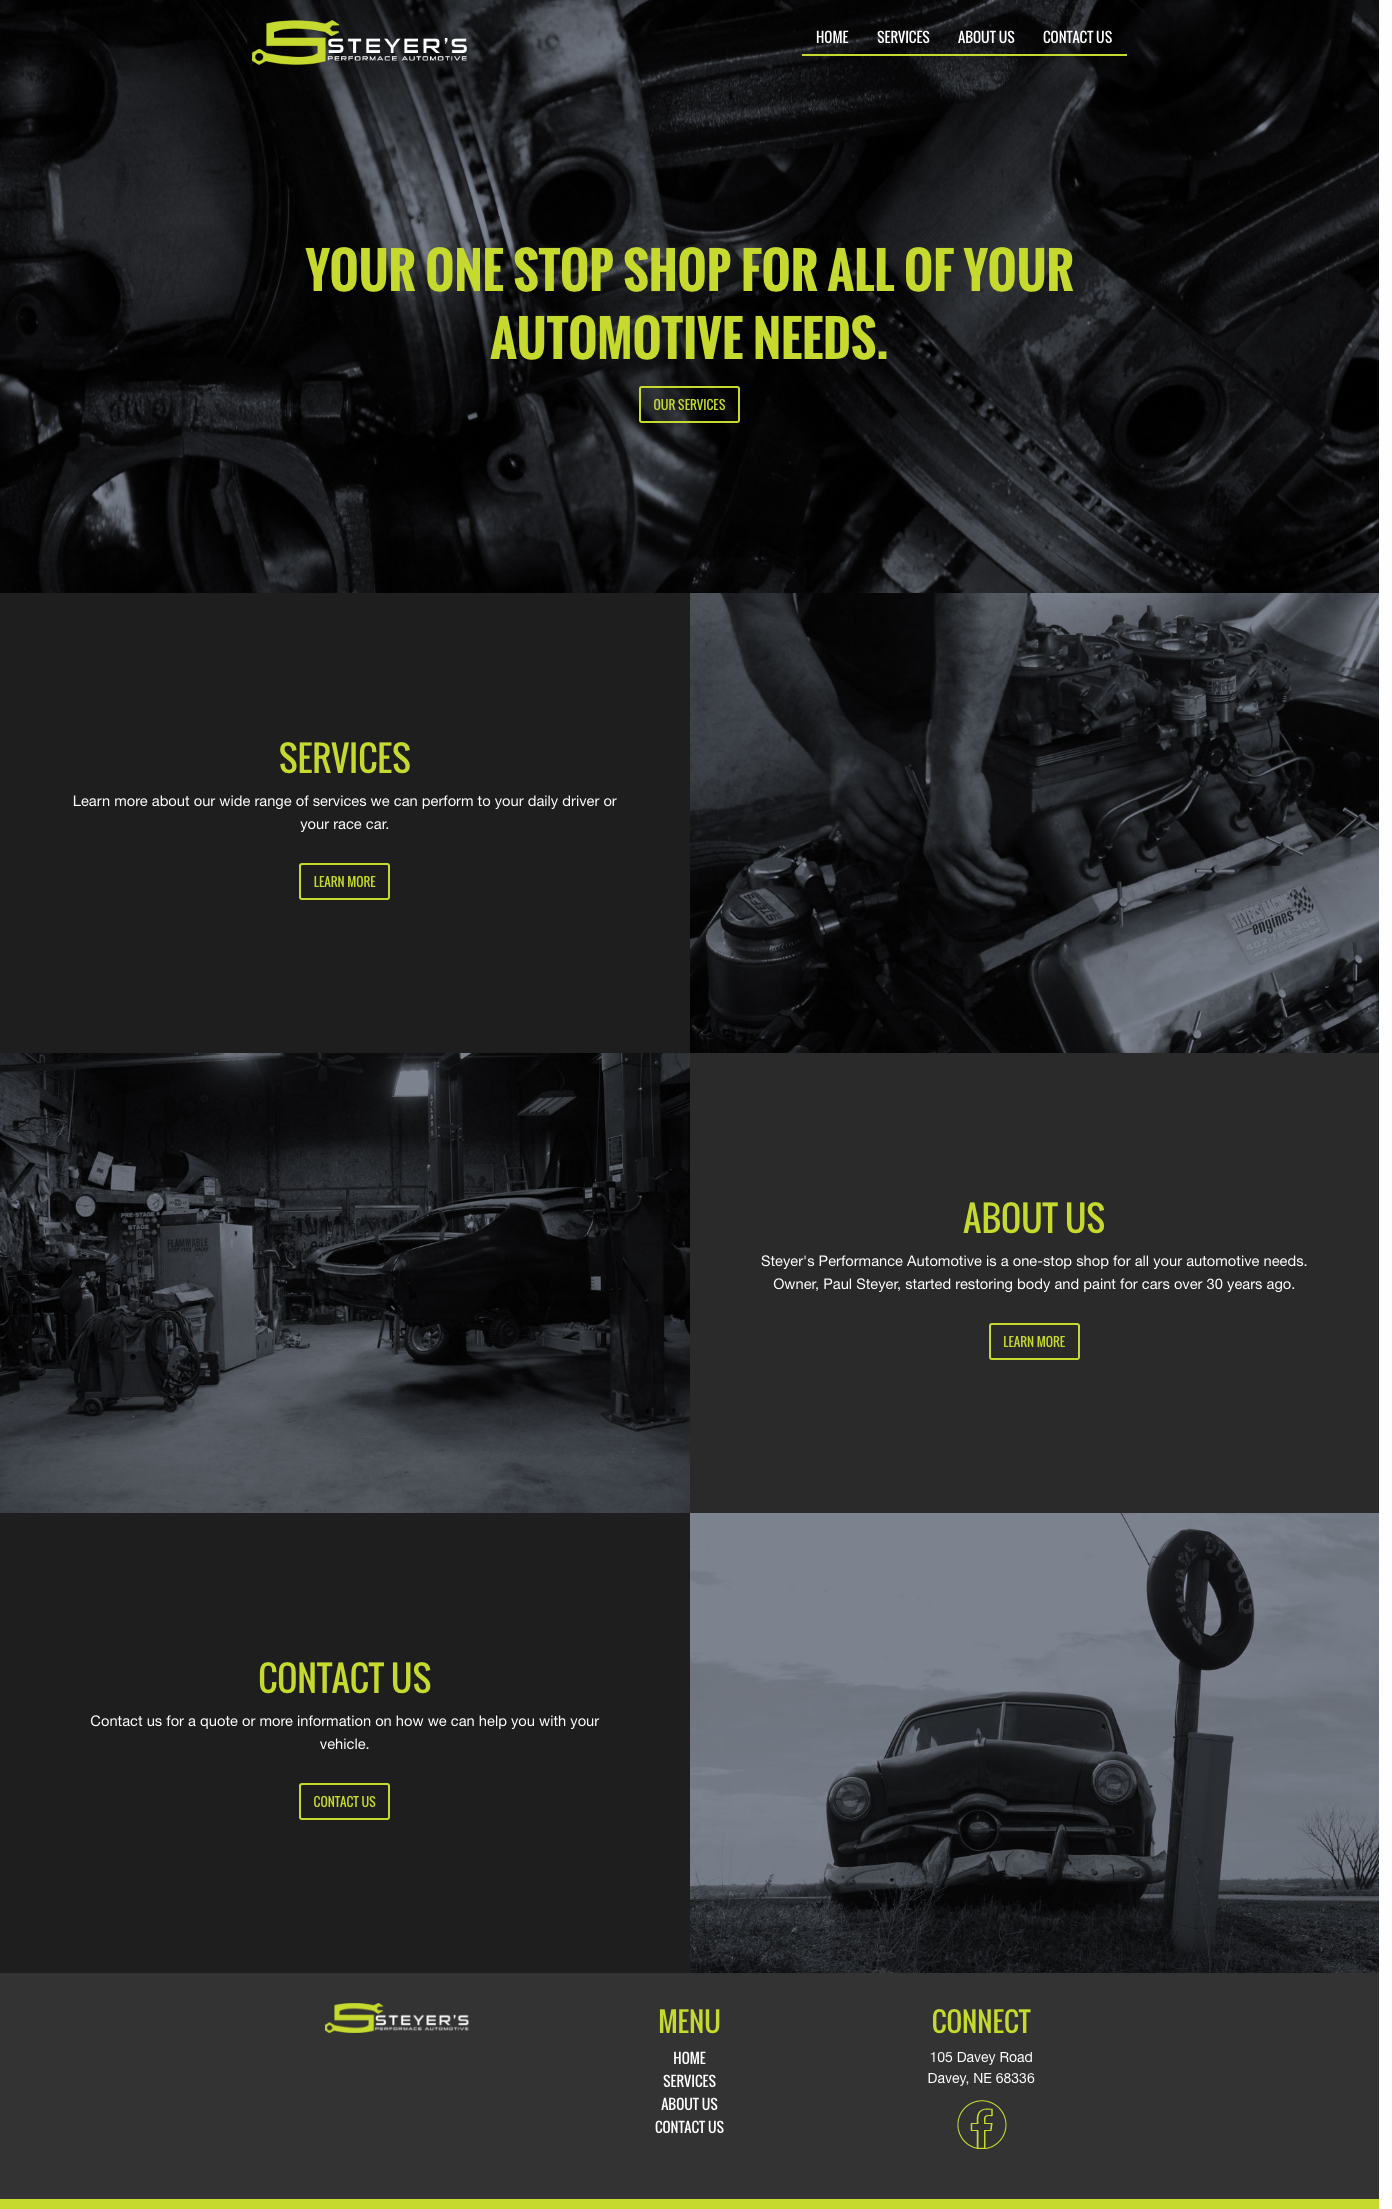 STEYER'S
PERFORMACE AUTOMOTIVE
HOME SERVICES ABOUT US CONTACT US
YOUR ONE STOP SHOP FOR ALL OF YOUR
AUTOMOTIVE NEEDS.
OUR SERVICES
SERVICES
Learn more about our wide range of services we can perform to your daily driver or
your race car.
LEARN MORE
engines
PRE-STAGE
STAGE
FLAMMABLE
ABOUT US
Steyer's Performance Automotive is a one-stop shop for all your automotive needs.
Owner, Paul Steyer, started restoring body and paint for cars over 30 years ago.
LEARN MORE
CONTACT US
Contact us for a quote or more information on how we can help you with your
vehicle.
CONTACT US
STEYER'S
PERFORMACE AUTOMOTIVE
MENU
HOME
SERVICES
ABOUT US
CONTACT US
CONNECT
105 Davey Road
Davey, NE 68336